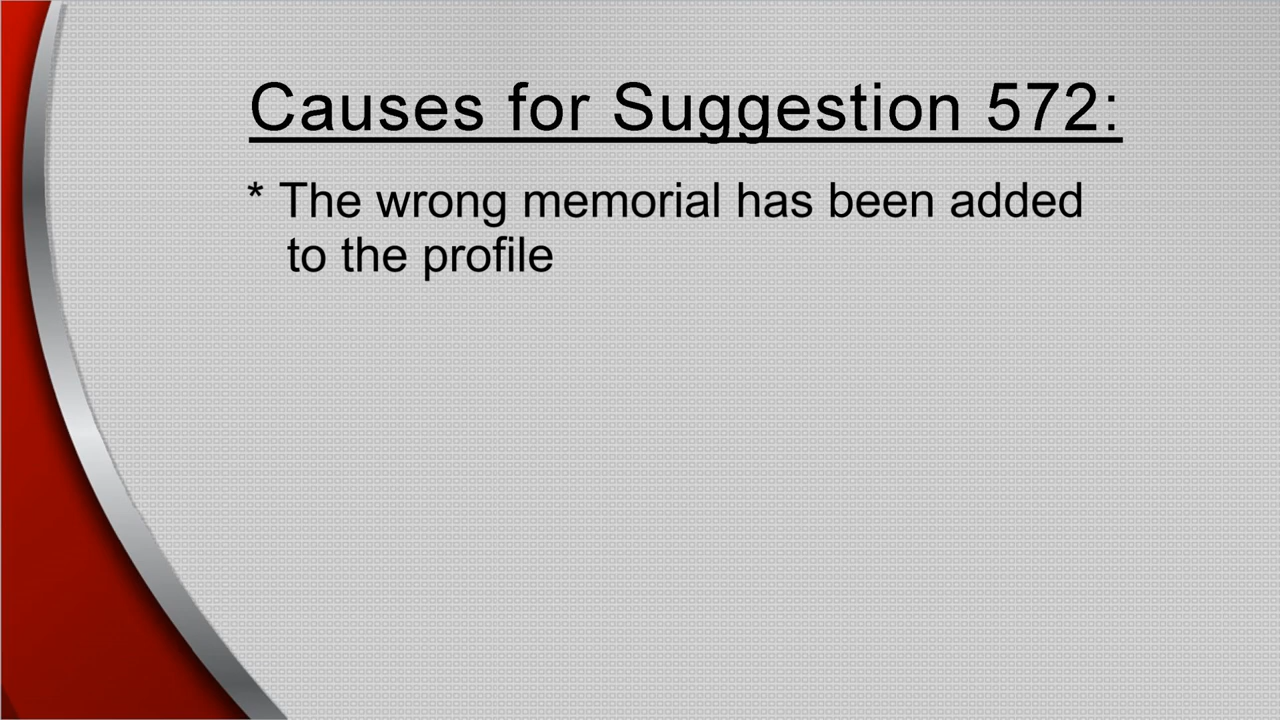 Causes for Suggestion 572:
* The wrong memorial has been added
to the profile